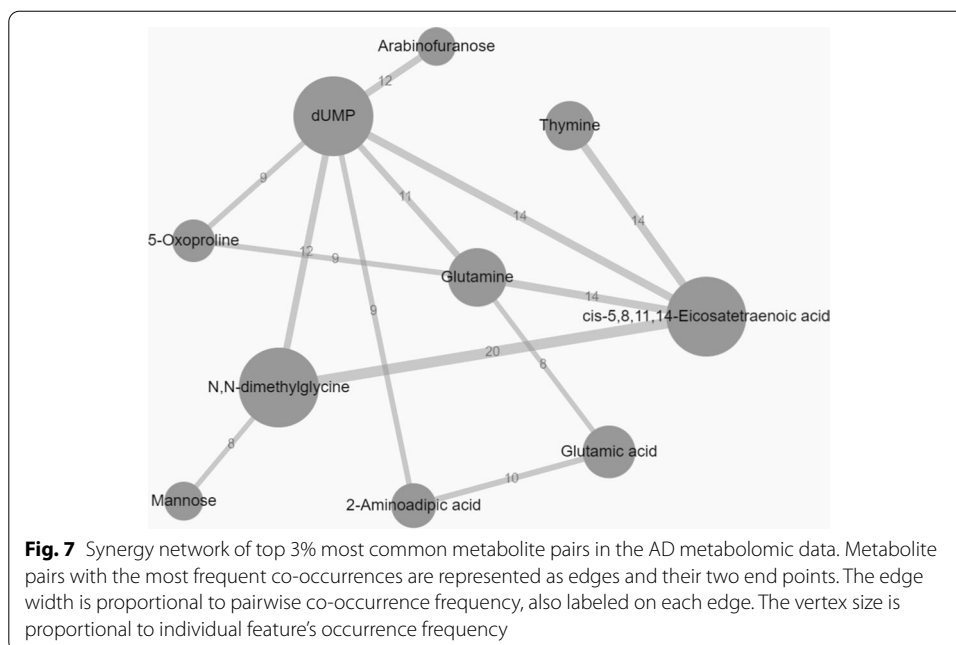 Arabinofuranose
12
dUMP
Thymine
9
11
14
14
5-Oxoproline
12
9
Glutamine
14
9
cis-5,8,11,14-Eicosatetraenoic acid
20
8
N,N-dimethylglycine
8
Glutamic acid
10
Mannose
2-Aminoadipic acid
Fig. 7 Synergy network of top 3% most common metabolite pairs in the AD metabolomic data. Metabolite
pairs with the most frequent co-occurrences are represented as edges and their two end points. The edge
width is proportional to pairwise co-occurrence frequency, also labeled on each edge. The vertex size is
proportional to individual feature's occurrence frequency